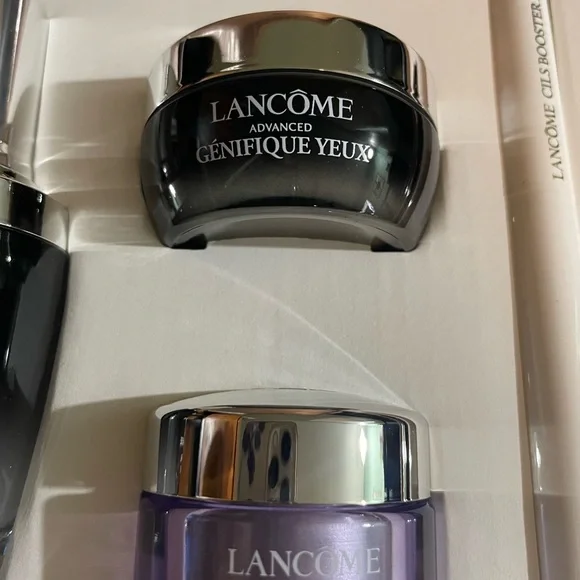 LANCÔME
ADVANCED
GÉNIFIQUE YEUX
LANCÔME CILS BOOSTER
LANCÔME